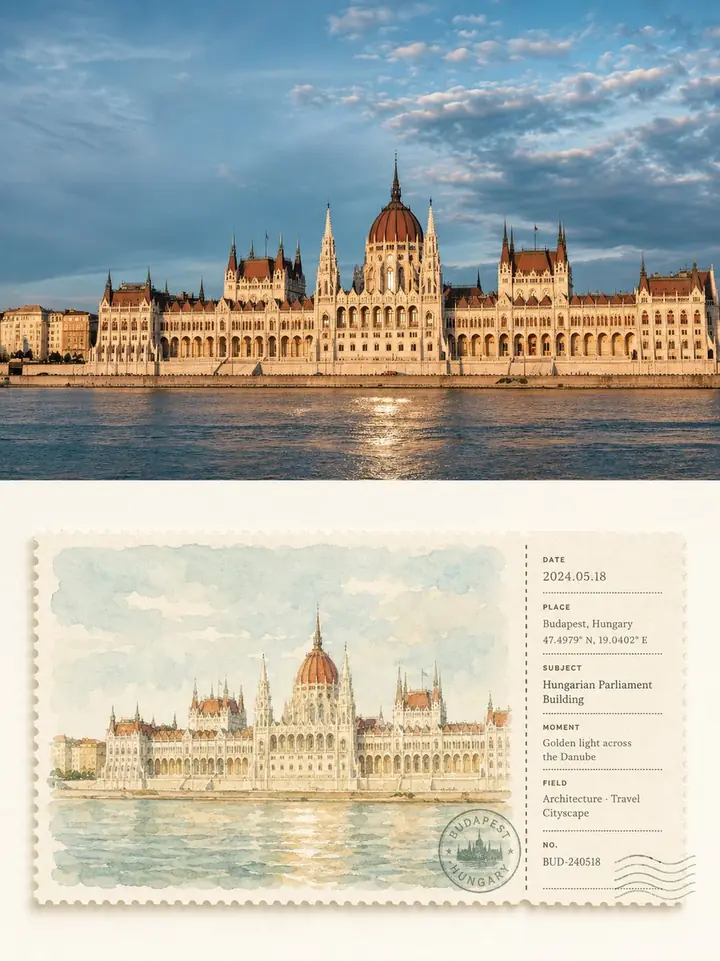 DATE
2024.05.18
PLACE
Budapest, Hungary
47.4979° N, 19.0402° E
SUBJECT
Hungarian Parliament
Building
MOMENT
Golden light across
the Danube
FIELD
Architecture · Travel
Cityscape
NO.
BUD-240518
BUDAPEST
HUNGARY